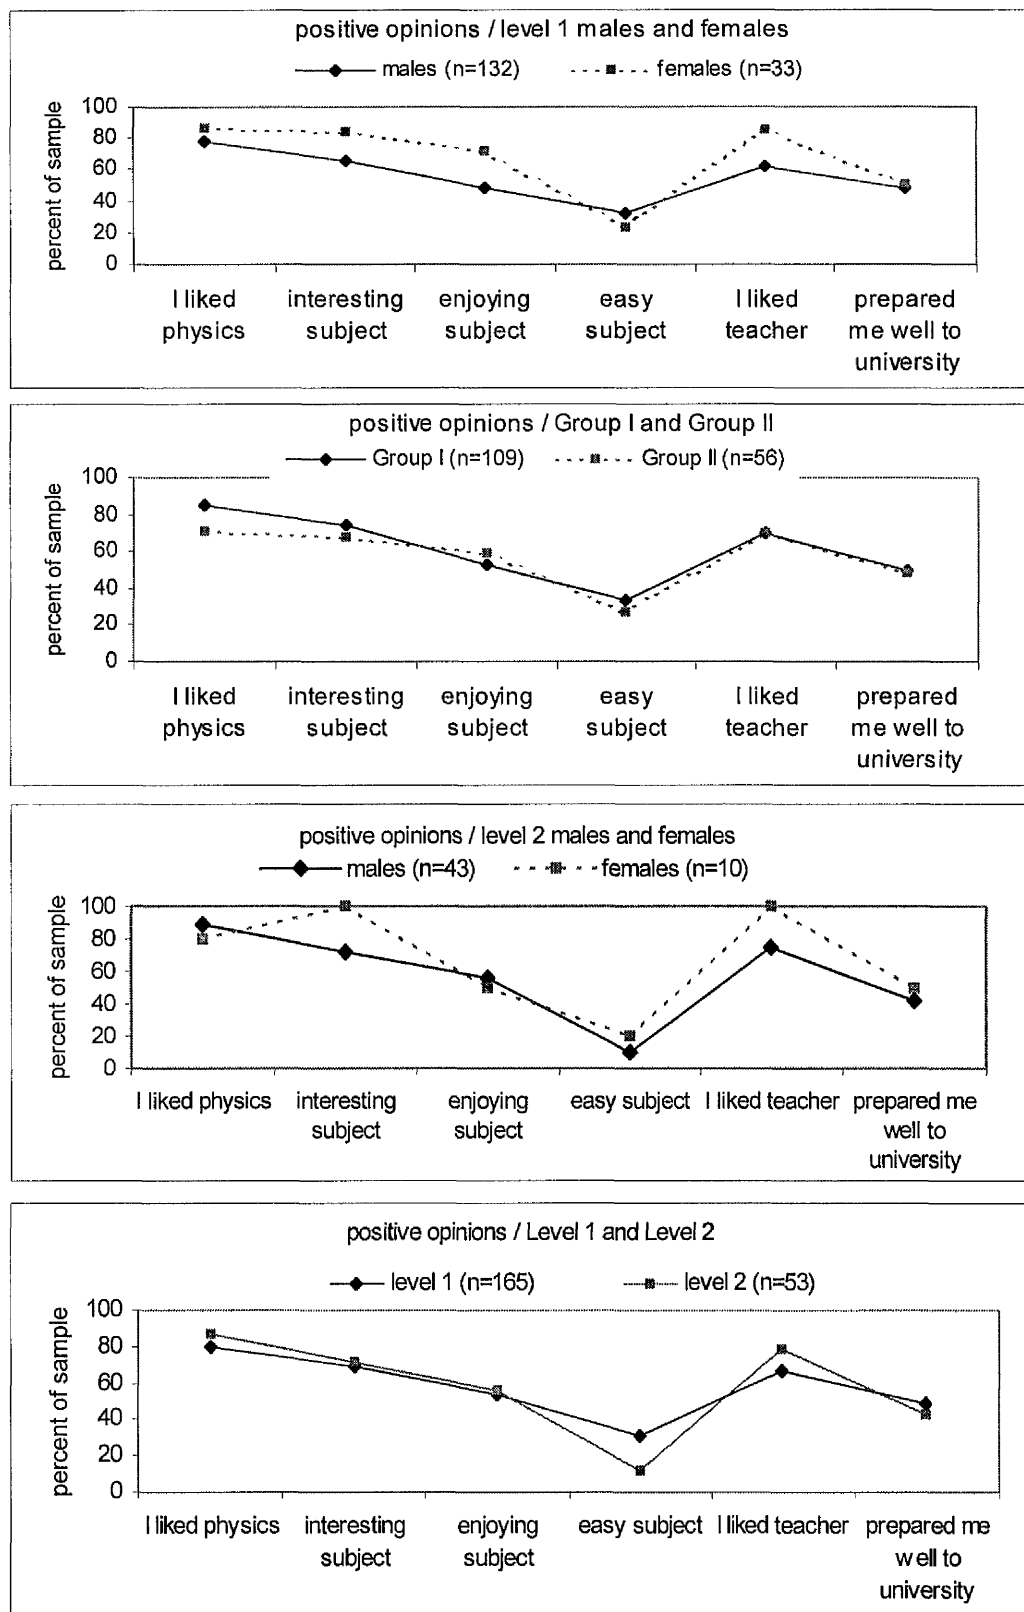 positive opinions / level 1 males and females
males (n=132) females (n=33)
percent of sample
100
80
60
40
20
0
I liked physics
interesting subject
enjoying subject
easy subject
I liked teacher
prepared me well to university
positive opinions / Group I and Group II
Group I (n=109) Group II (n=56)
percent of sample
100
80
60
40
20
0
I liked physics
interesting subject
enjoying subject
easy subject
I liked teacher
prepared me well to university
positive opinions / level 2 males and females
males (n=43) females (n=10)
percent of sample
100
80
60
40
20
0
I liked physics
interesting subject
enjoying subject
easy subject
I liked teacher
prepared me well to university
positive opinions / Level 1 and Level 2
level 1 (n=165) level 2 (n=53)
percent of sample
100
80
60
40
20
0
I liked physics
interesting subject
enjoying subject
easy subject
I liked teacher
prepared me well to university